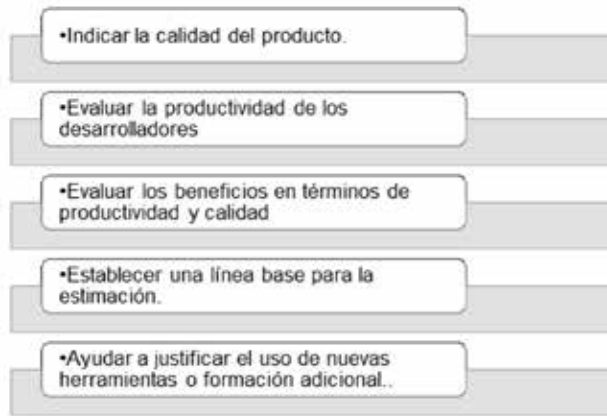 •Indicar la calidad del producto.
•Evaluar la productividad de los
desarrolladores
•Evaluar los beneficios en términos de
productividad y calidad
•Establecer una línea base para la
estimación.
•Ayudar a justificar el uso de nuevas
herramientas o formación adicional..